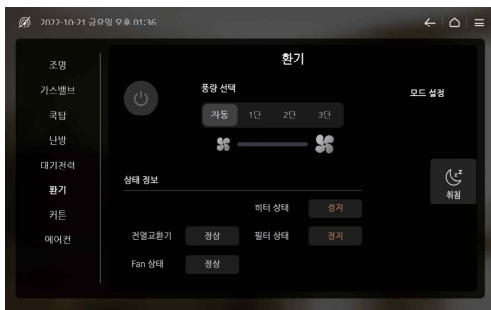 2022-10-21 금요일 오후 01:36
환기
조명
가스밸브
쿡탑
난방
대기전력
환기
커튼
에어컨
풍량 선택
자동 1단 2단 3단
모드 설정
취침
상태 정보
히터 상태 정지
전열교환기 정상 필터 상태 정지
Fan 상태 정상